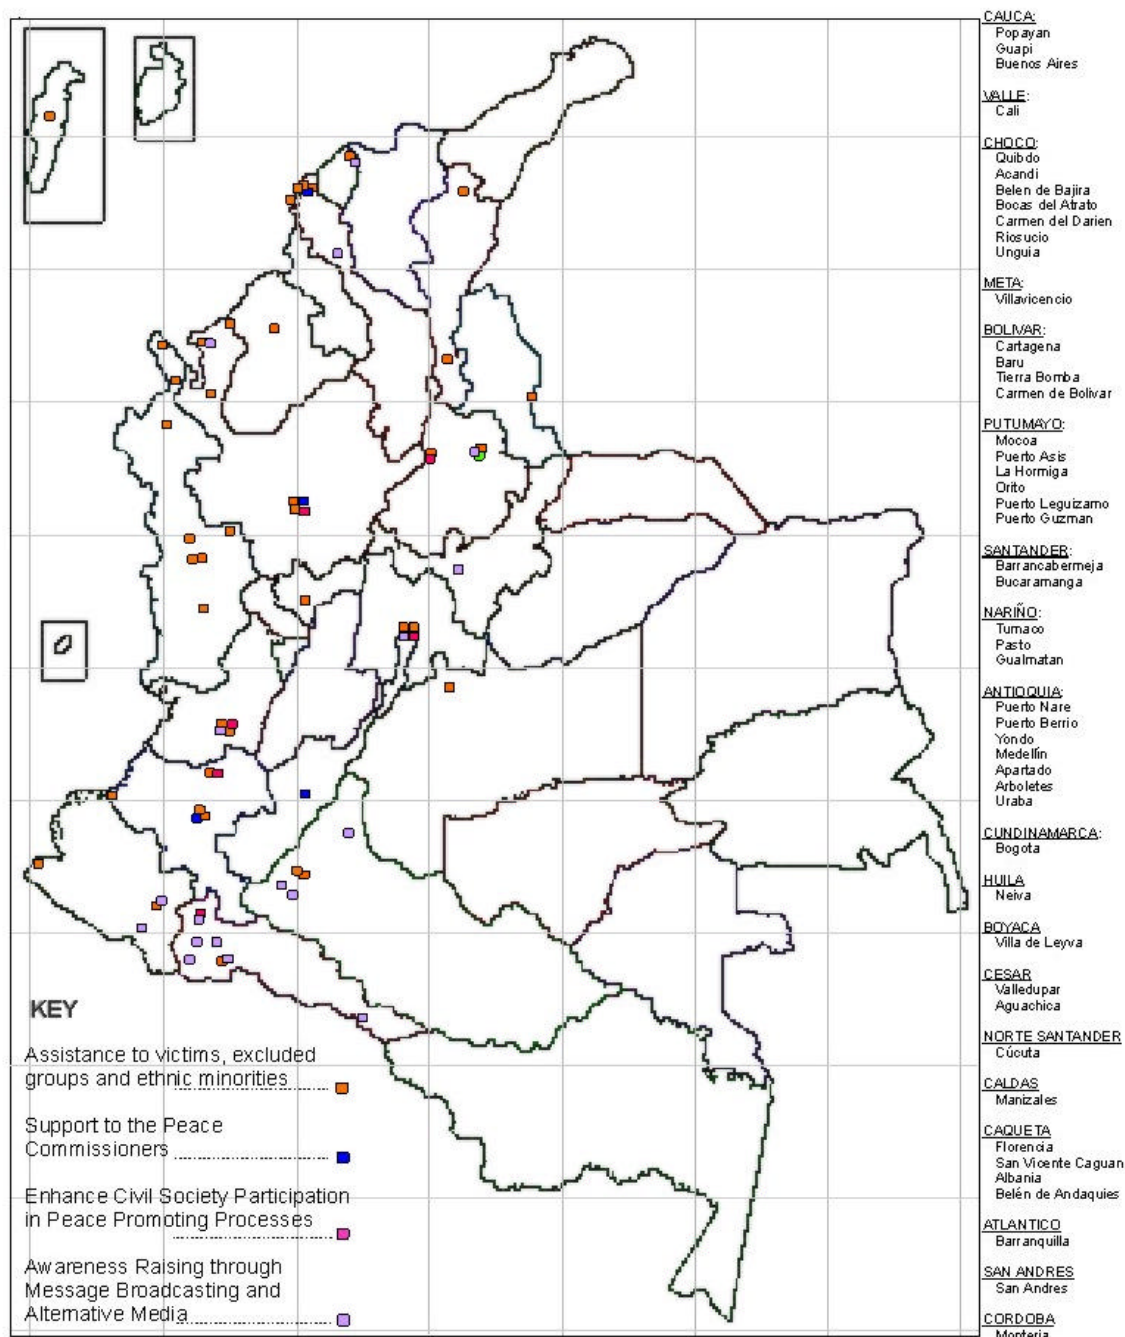 CAUCA:
Popayan
Guapi
Buenos Aires
VALLE:
Cali
CHOCO:
Quibdo
Acandi
Belen de Bajira
Bocas del Atrato
Carmen del Darien
Riosucio
Unguia
META:
Villavicencio
BOLIVAR:
Cartagena
Baru
Tierra Bomba
Carmen de Bolivar
PUTUMAYO:
Mocoa
Puerto Asis
La Hormiga
Orito
Puerto Leguizamo
Puerto Guzman
SANTANDER:
Barrancabermeja
Bucaramanga
NARIÑO:
Tumaco
Pasto
Gualmatan
ANTIOQUIA:
Puerto Nare
Puerto Berrio
Yondo
Medellín
Apartado
Arboletes
Uraba
CUNDINAMARCA:
Bogota
HUILA
Neiva
BOYACA
Villa de Leyva
CESAR
Valledupar
Aguachica
NORTE SANTANDER
Cúcuta
CALDAS
Manizales
CAQUETA
Florencia
San Vicente Caguan
Albania
Belén de Andaquies
ATLANTICO
Barranquilla
SAN ANDRES
San Andres
CORDOBA
Monteria
KEY
Assistance to victims, excluded
groups and ethnic minorities
Support to the Peace
Commissioners
Enhance Civil Society Participation
in Peace Promoting Processes
Awareness Raising through
Message Broadcasting and
Alternative Media